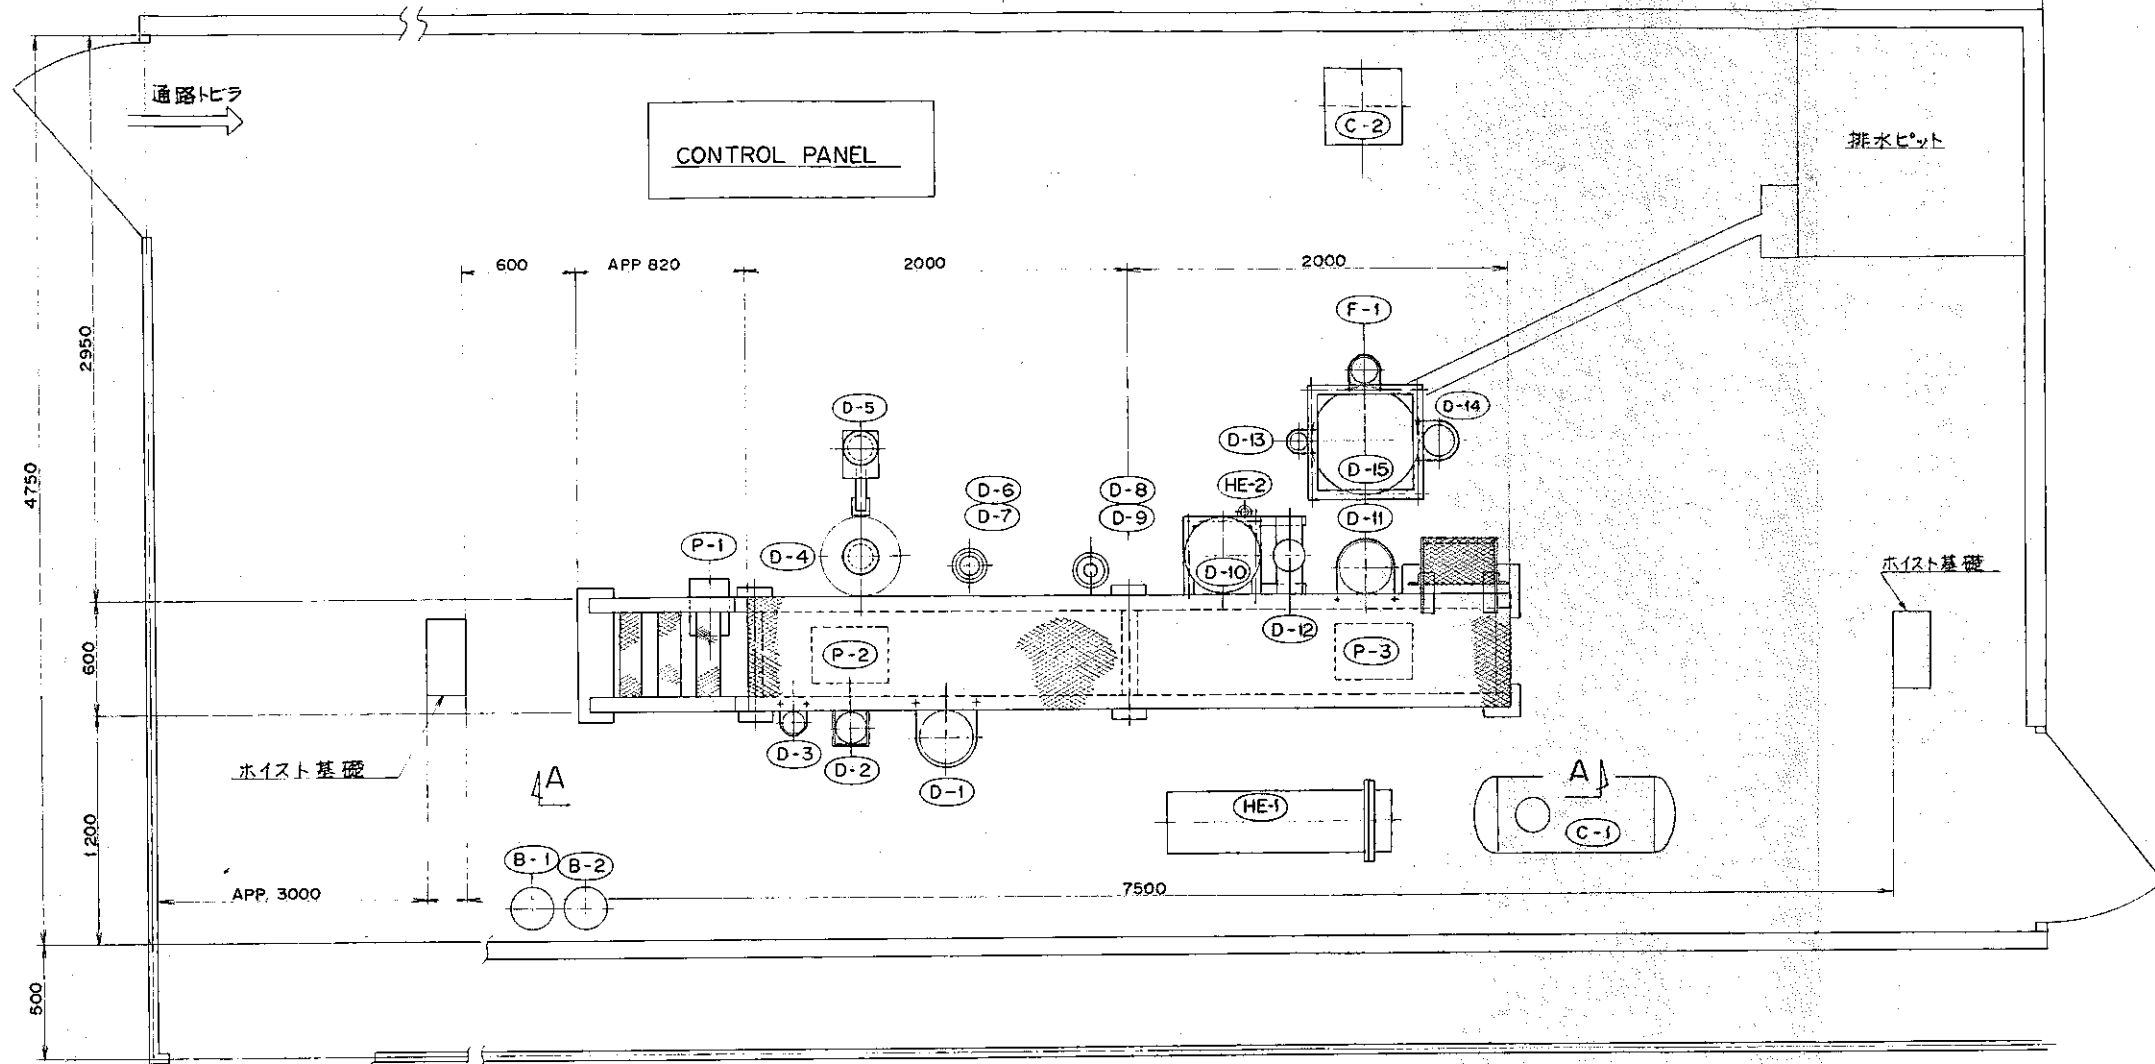 通路トビラ
CONTROL PANEL
C-2
排水ピット
600
APP 820
2000
2000
F-1
2950
D-5
D-14
D-13
D-15
4750
D-6
D-8
HE-2
D-7
D-9
D-11
P-1
D-4
D-10
ホイスト基礎
D-12
600
P-2
P-3
D-3
D-2
D-1
ホイスト基礎
A
A
HE-1
C-1
1200
B-1
B-2
APP. 3000
7500
500